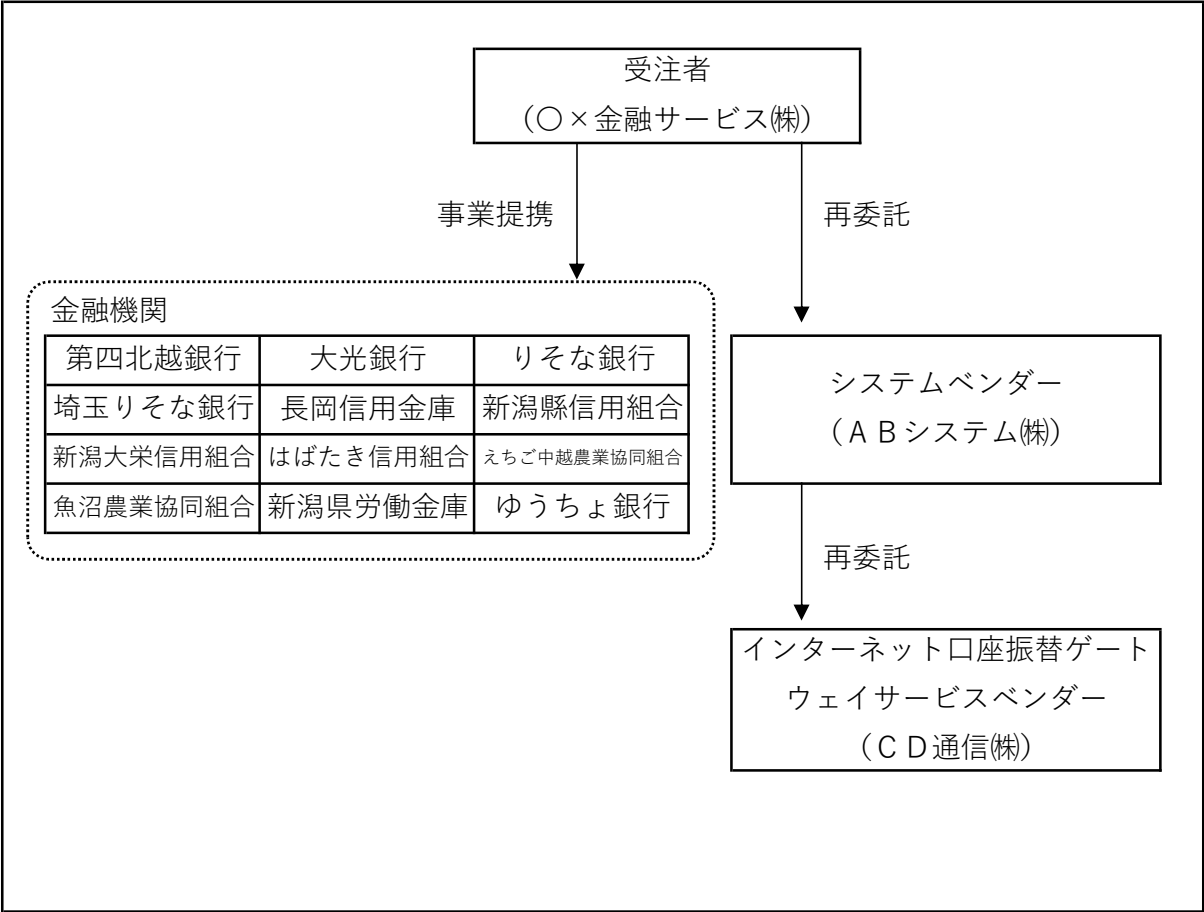 受注者
（〇×金融サービス㈱）
事業提携
再委託
金融機関
第四北越銀行 大光銀行 りそな銀行
埼玉りそな銀行 長岡信用金庫 新潟縣信用組合
新潟大栄信用組合 はばたき信用組合 えちご中越農業協同組合
魚沼農業協同組合 新潟県労働金庫 ゆうちょ銀行
システムベンダー
（ＡＢシステム㈱）
再委託
インターネット口座振替ゲート
ウェイサービスベンダー
（ＣＤ通信㈱）